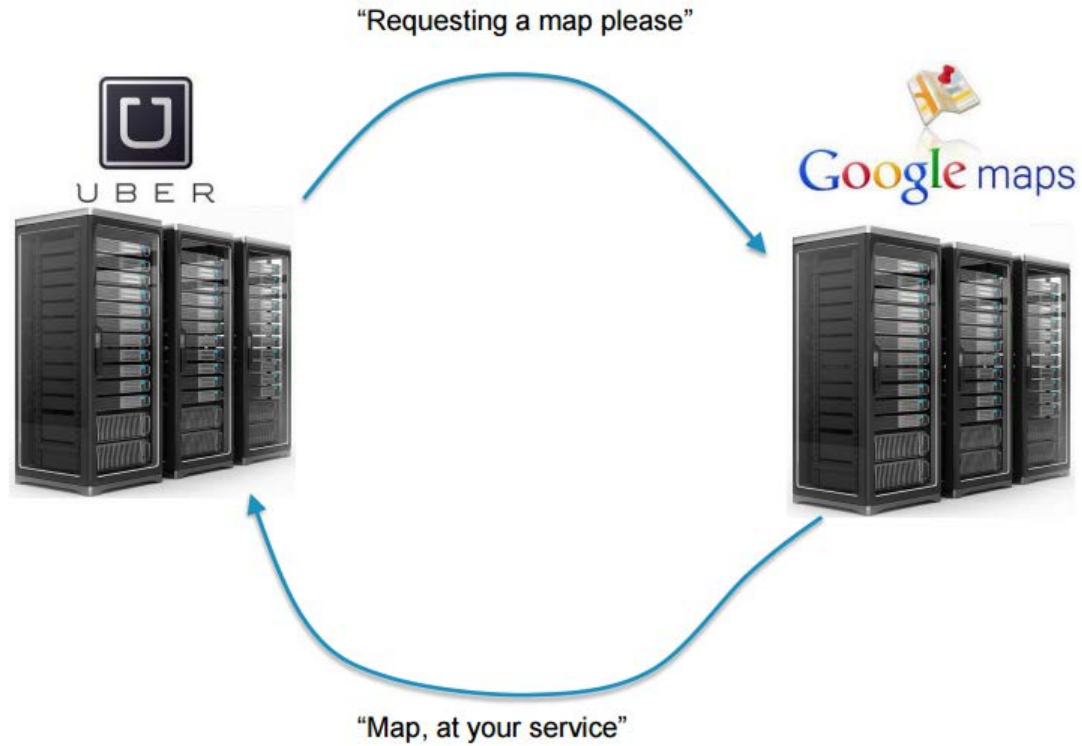 “Requesting a map please”
U
UBER
Google maps
“Map, at your service”